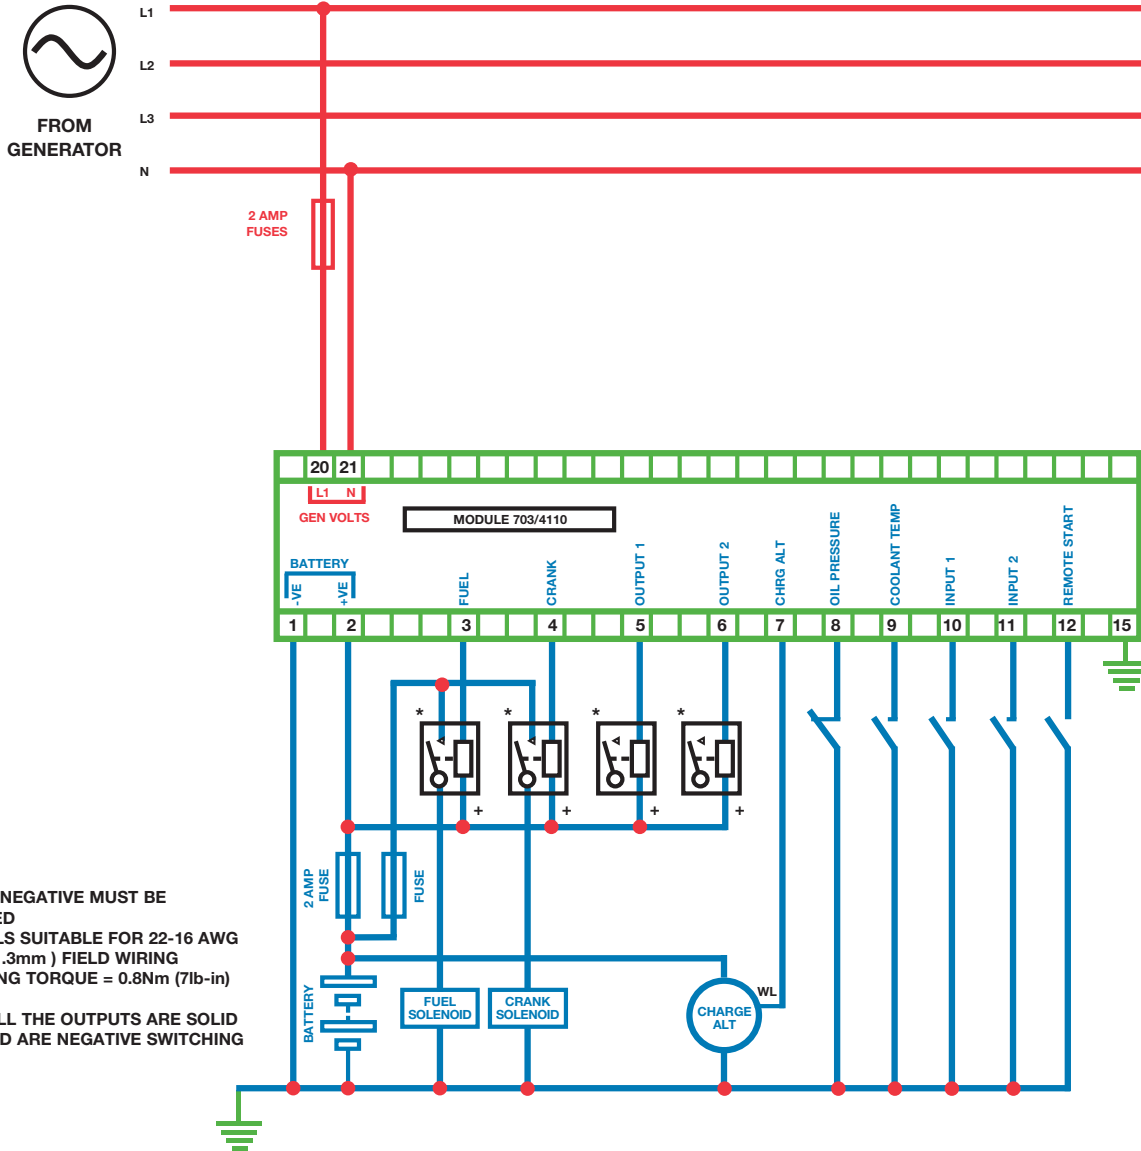 L1
L2
L3
N
FROM
GENERATOR
2 AMP
FUSES
20 21
L1 N
GEN VOLTS
MODULE 703/4110
BATTERY
-VE
+VE
FUEL
CRANK
OUTPUT 1
OUTPUT 2
CHRG ALT
OIL PRESSURE
COOLANT TEMP
INPUT 1
INPUT 2
REMOTE START
1 2 3 4 5 6 7 8 9 10 11 12 15
* * * *
+ + + +
2 AMP
FUSE
FUSE
NEGATIVE MUST BE
ED
LS SUITABLE FOR 22-16 AWG
.3mm ) FIELD WIRING
NG TORQUE = 0.8Nm (7lb-in)
LL THE OUTPUTS ARE SOLID
D ARE NEGATIVE SWITCHING
BATTERY
FUEL
SOLENOID
CRANK
SOLENOID
CHARGE
ALT
WL